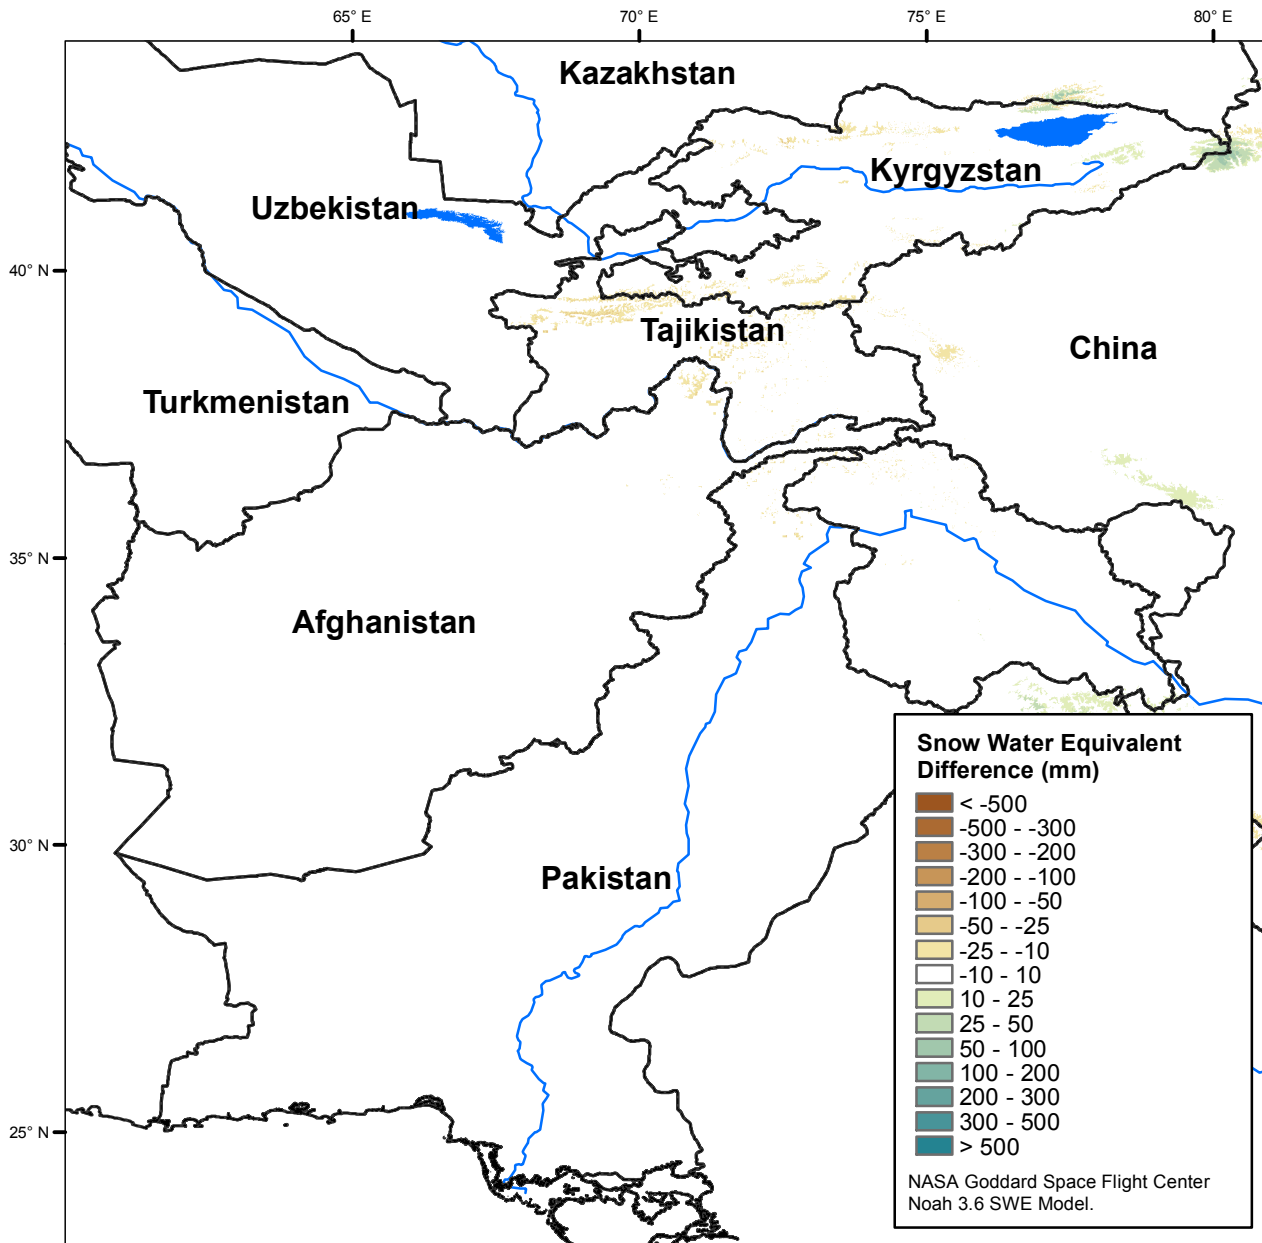 65° E
70° E
75° E
80° E
Kazakhstan
Kyrgyzstan
Uzbekistan
40° N
Tajikistan
China
Turkmenistan
35° N
Afghanistan
30° N
Pakistan
25° N
Snow Water Equivalent
Difference (mm)
< -500
-500 - -300
-300 - -200
-200 - -100
-100 - -50
-50 - -25
-25 - -10
-10 - 10
10 - 25
25 - 50
50 - 100
100 - 200
200 - 300
300 - 500
> 500
NASA Goddard Space Flight Center
Noah 3.6 SWE Model.